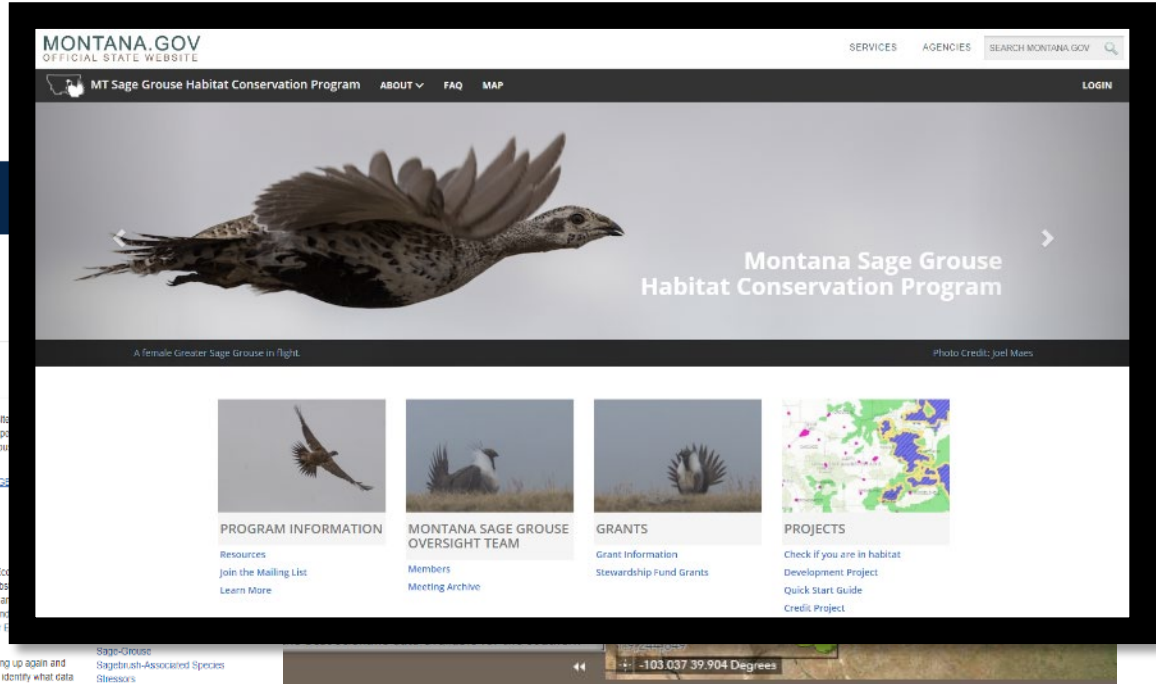 MONTANA.GOV
OFFICIAL STATE WEBSITE
SERVICES AGENCIES SEARCH MONTANA.GOV
MT Sage Grouse Habitat Conservation Program ABOUT FAQ MAP LOGIN
Montana Sage Grouse
Habitat Conservation Program
A female Greater Sage Grouse in flight. Photo Credit: Joel Maes
PROGRAM INFORMATION
Resources
Join the Mailing List
Learn More
MONTANA SAGE GROUSE
OVERSIGHT TEAM
Members
Meeting Archive
GRANTS
Grant Information
Stewardship Fund Grants
PROJECTS
Check if you are in habitat
Development Project
Quick Start Guide
Credit Project
ng up again and
identify what data
Sage-Grouse
Sagebrush-Associated Species
Stressors
-103.037 39.904 Degrees